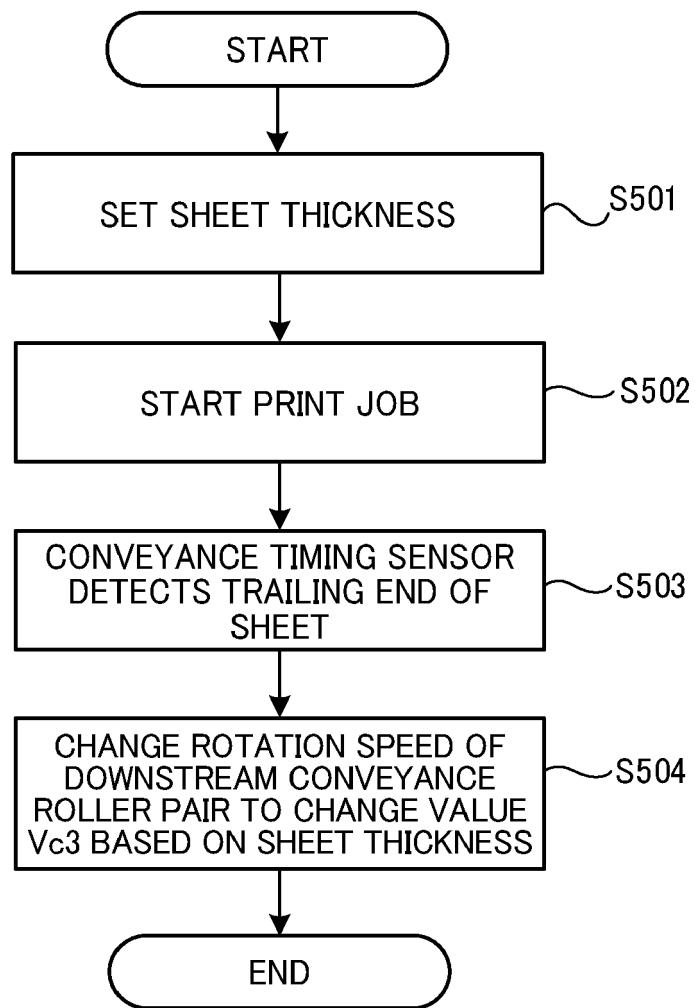 START
SET SHEET THICKNESS
S501
START PRINT JOB
S502
CONVEYANCE TIMING SENSOR
DETECTS TRAILING END OF
SHEET
S503
CHANGE ROTATION SPEED OF
DOWNSTREAM CONVEYANCE
ROLLER PAIR TO CHANGE VALUE
Vc3 BASED ON SHEET THICKNESS
S504
END